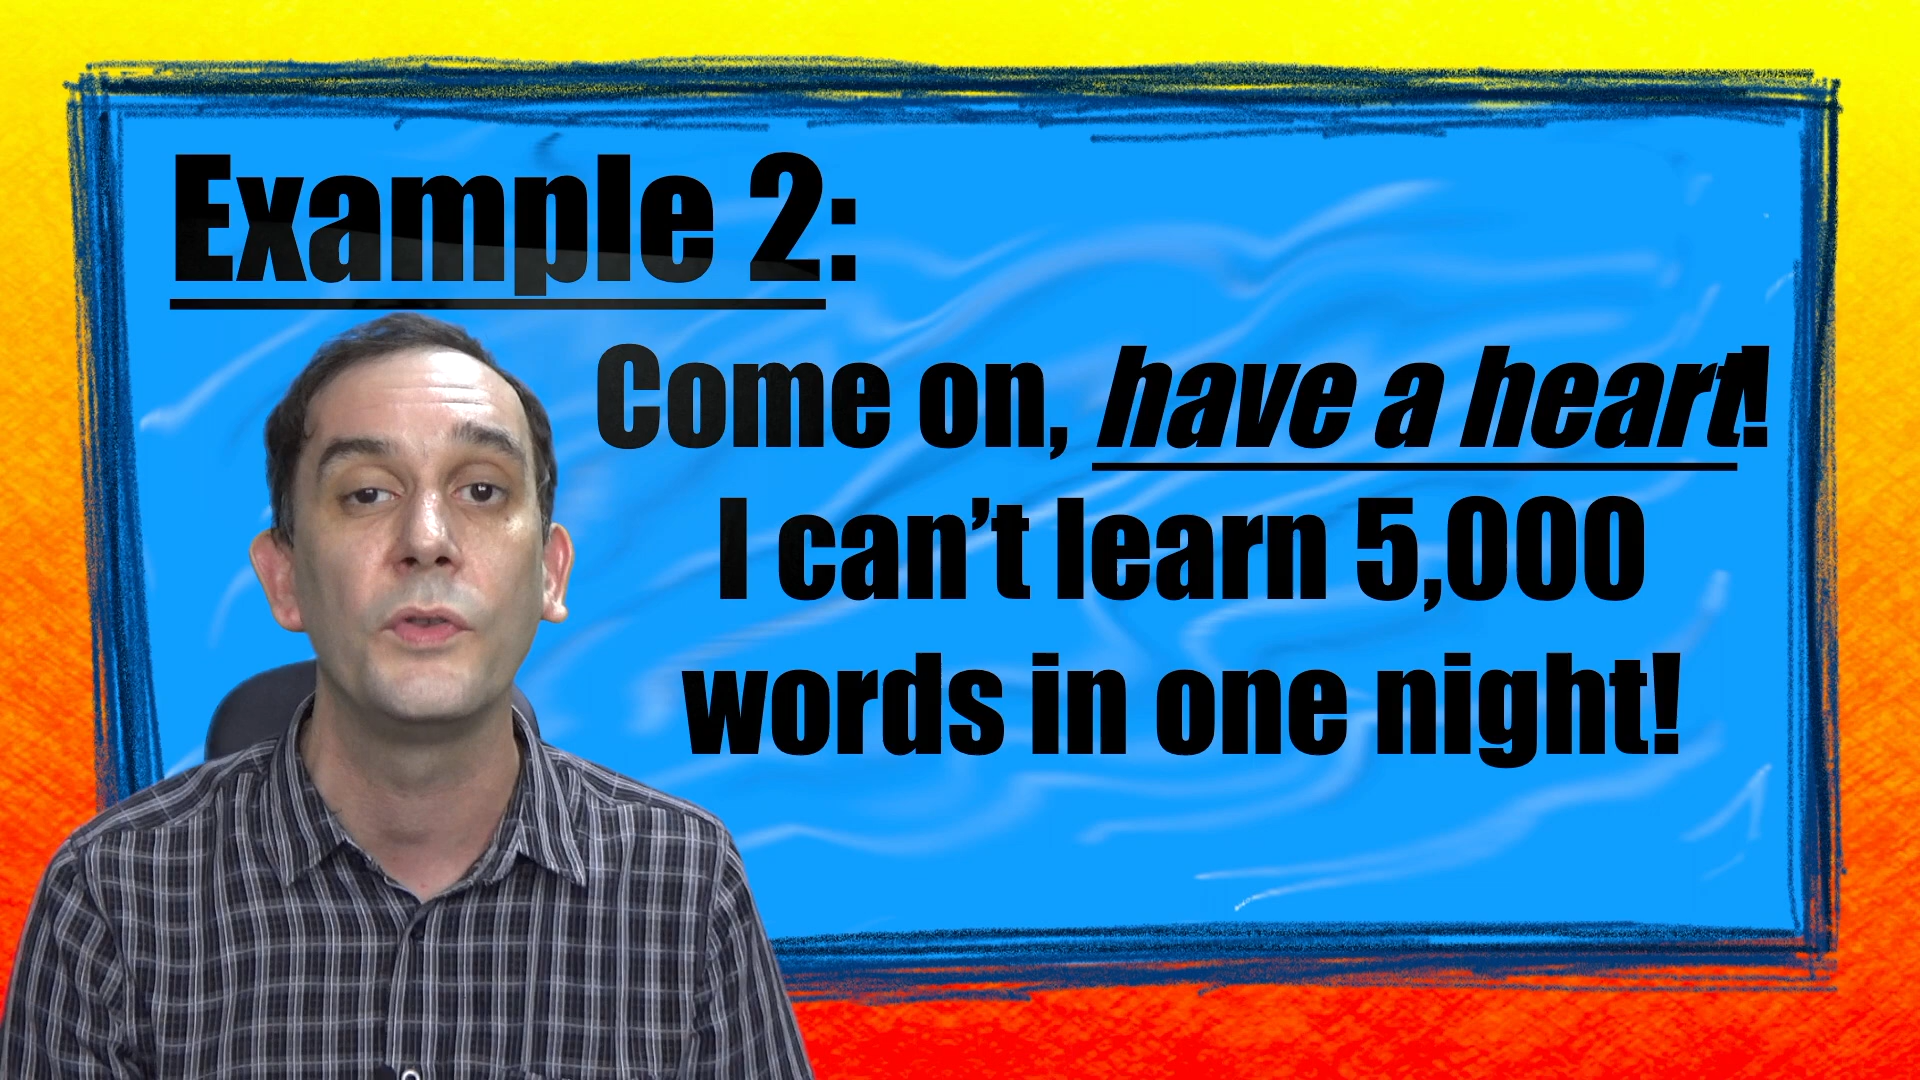 Example 2:
Come on, have a heart!
I can’t learn 5,000
words in one night!